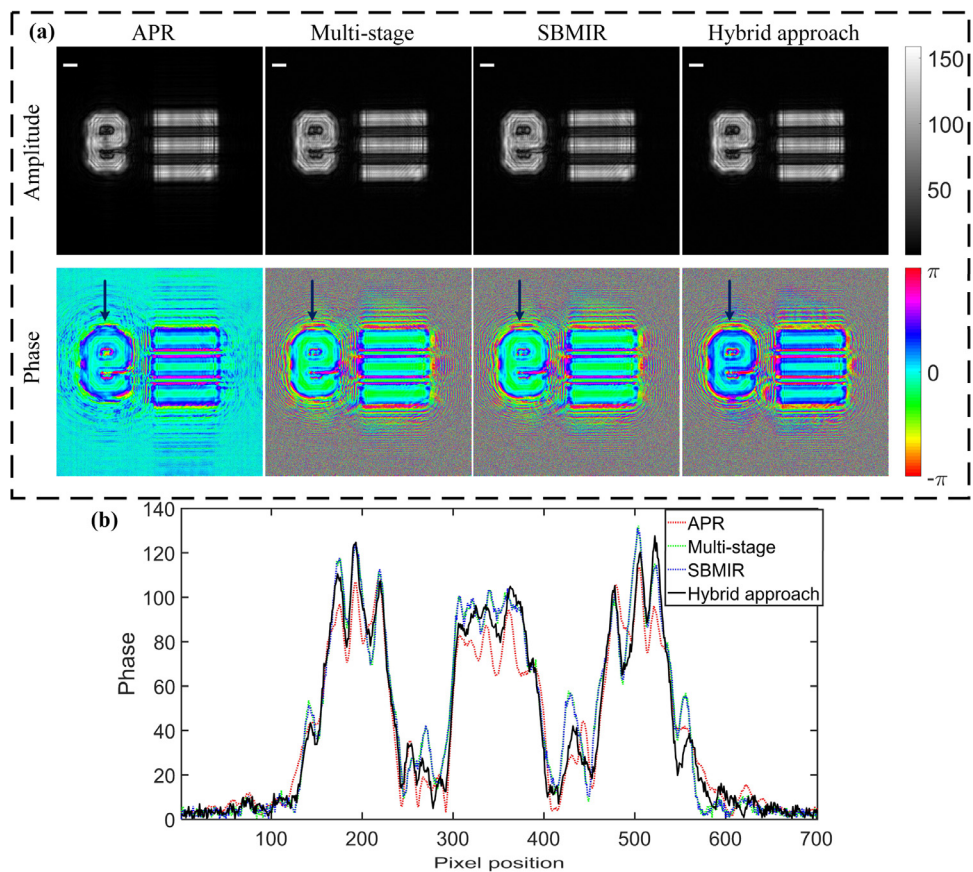 (a)
APR Multi-stage SBMIR Hybrid approach
Amplitude
150
100
50
Phase
π
0
-π
(b)
140
120
100
80
60
40
20
0
Phase
APR
Multi-stage
SBMIR
Hybrid approach
0 100 200 300 400 500 600 700
Pixel position